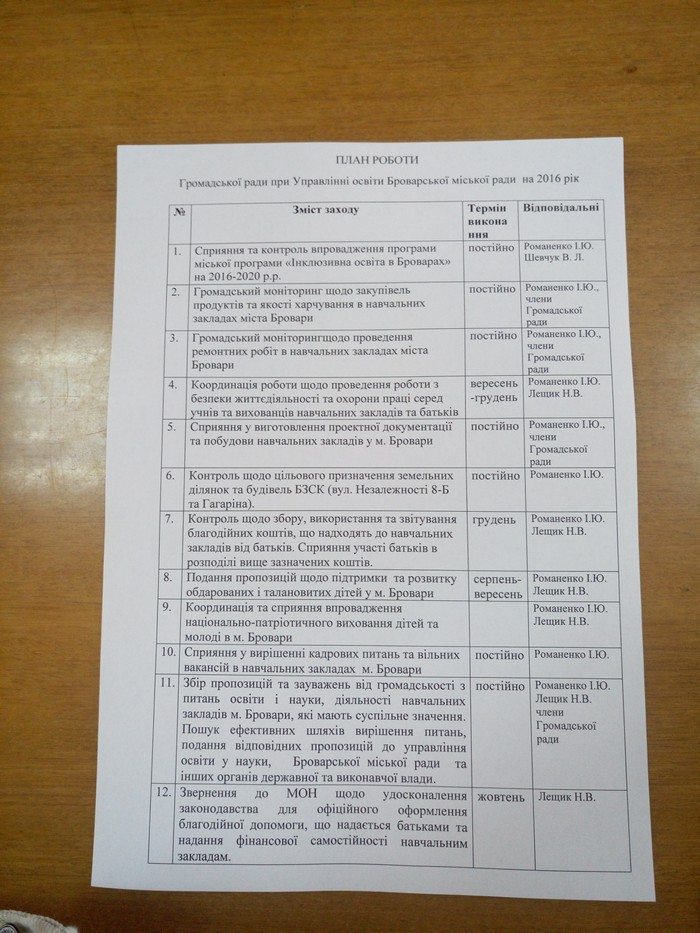 ПЛАН РОБОТИ
Громадської ради при Управлінні освіти Броварської міської ради на 2016 рік
№ Зміст заходу Термін викона ння Відповідальні
1. Сприяння та контроль впровадження програми постійно Романенко І.Ю.
міської програми «Інклюзивна освіта в Броварах» Шевчук В. Л.
на 2016-2020 р.р.
2. Громадський моніторинг щодо закупівель постійно Романенко І.Ю.,
продуктів та якості харчування в навчальних члени
закладах міста Бровари Громадської
ради
3. Громадський моніторингщодо проведення постійно Романенко І.Ю.,
ремонтних робіт в навчальних закладах міста члени
Бровари Громадської
ради
4. Координація роботи щодо проведення роботи з вересень Романенко І.Ю.
безпеки життєдіяльності та охорони праці серед -грудень Лещик Н.В.
учнів та вихованців навчальних закладів та батьків
5. Сприяння у виготовлення проектної документації постійно Романенко І.Ю.,
та побудови навчальних закладів у м. Бровари члени
Громадської
ради
6. Контроль щодо цільового призначення земельних постійно Романенко І.Ю.
ділянок та будівель БЗСК (вул. Незалежності 8-Б
та Гагаріна).
7. Контроль щодо збору, використання та звітування грудень Романенко І.Ю.
благодійних коштів, що надходять до навчальних Лещик Н.В.
закладів від батьків. Сприяння участі батьків в
розподілі вище зазначених коштів.
8. Подання пропозицій щодо підтримки та розвитку серпень- Романенко І.Ю.
обдарованих і талановитих дітей у м. Бровари вересень Лещик Н.В.
9. Координація та сприяння впровадження Романенко І.Ю.
національно-патріотичного виховання дітей та Лещик Н.В.
молоді в м. Бровари
10. Сприяння у вирішенні кадрових питань та вільних постійно Романенко І.Ю.
вакансій в навчальних закладах м. Бровари
11. Збір пропозицій та зауважень від громадськості з постійно Романенко І.Ю.
питань освіти і науки, діяльності навчальних Лещик Н.В.
закладів м. Бровари, які мають суспільне значення. члени
Пошук ефективних шляхів вирішення питань, Громадської
подання відповідних пропозицій до управління ради
освіти у науки, Броварської міської ради та
інших органів державної та виконавчої влади.
12. Звернення до МОН щодо удосконалення жовтень Лещик Н.В.
законодавства для офіційного оформлення
благодійної допомоги, що надається батьками та
надання фінансової самостійності навчальним
закладам.